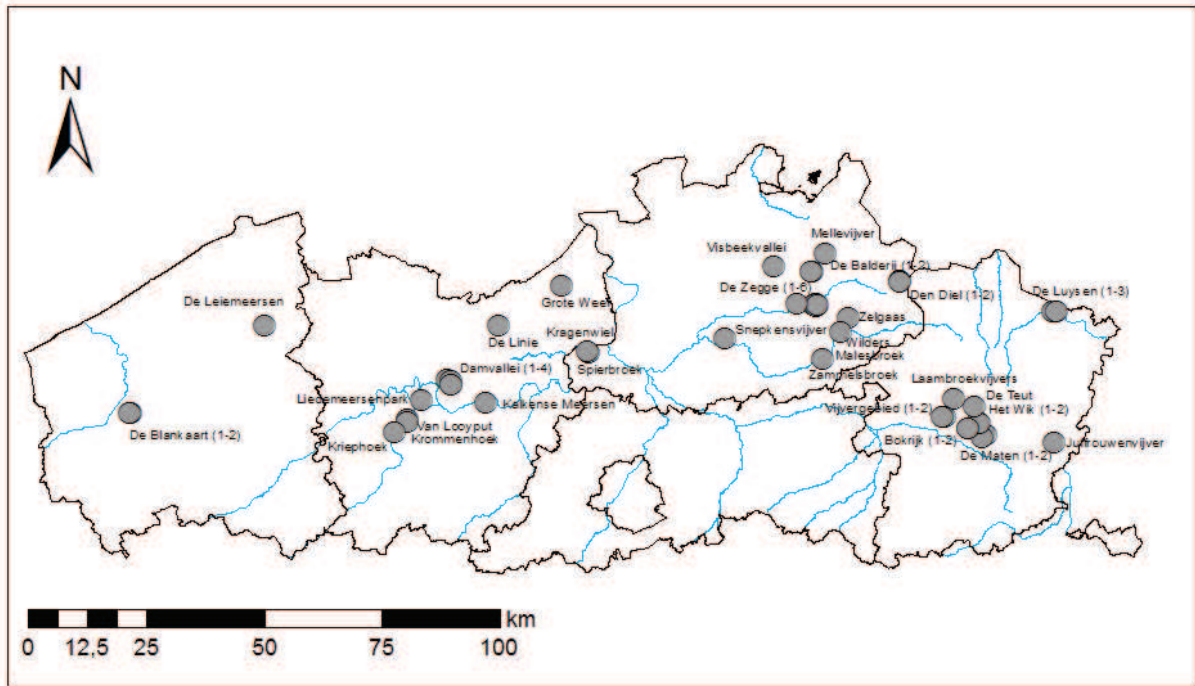 N
Mellevijver
Visbeekvallei
De Balderij (1-2)
De Zegge (1-6)
Den Diel (1-2)
De Luysen (1-3)
De Leiemeersen
Grote Weel
De Linie
Kragenwiel
Spierbroek
Snepkensvijver
Zelgaas
Wilders
Malesbroek
Zammelsbroek
Damvallei (1-4)
Liedemeersenpark
Kalkense Meersen
Van Looyput
Krommenhoek
Kriephoek
De Blankaart (1-2)
Laambroekvijvers
De Teut
Vijvergebied (1-2)
Het Wik (1-2)
Bokrijk (1-2)
De Maten (1-2)
Jufrouwenvijver
km
0 12,5 25 50 75 100